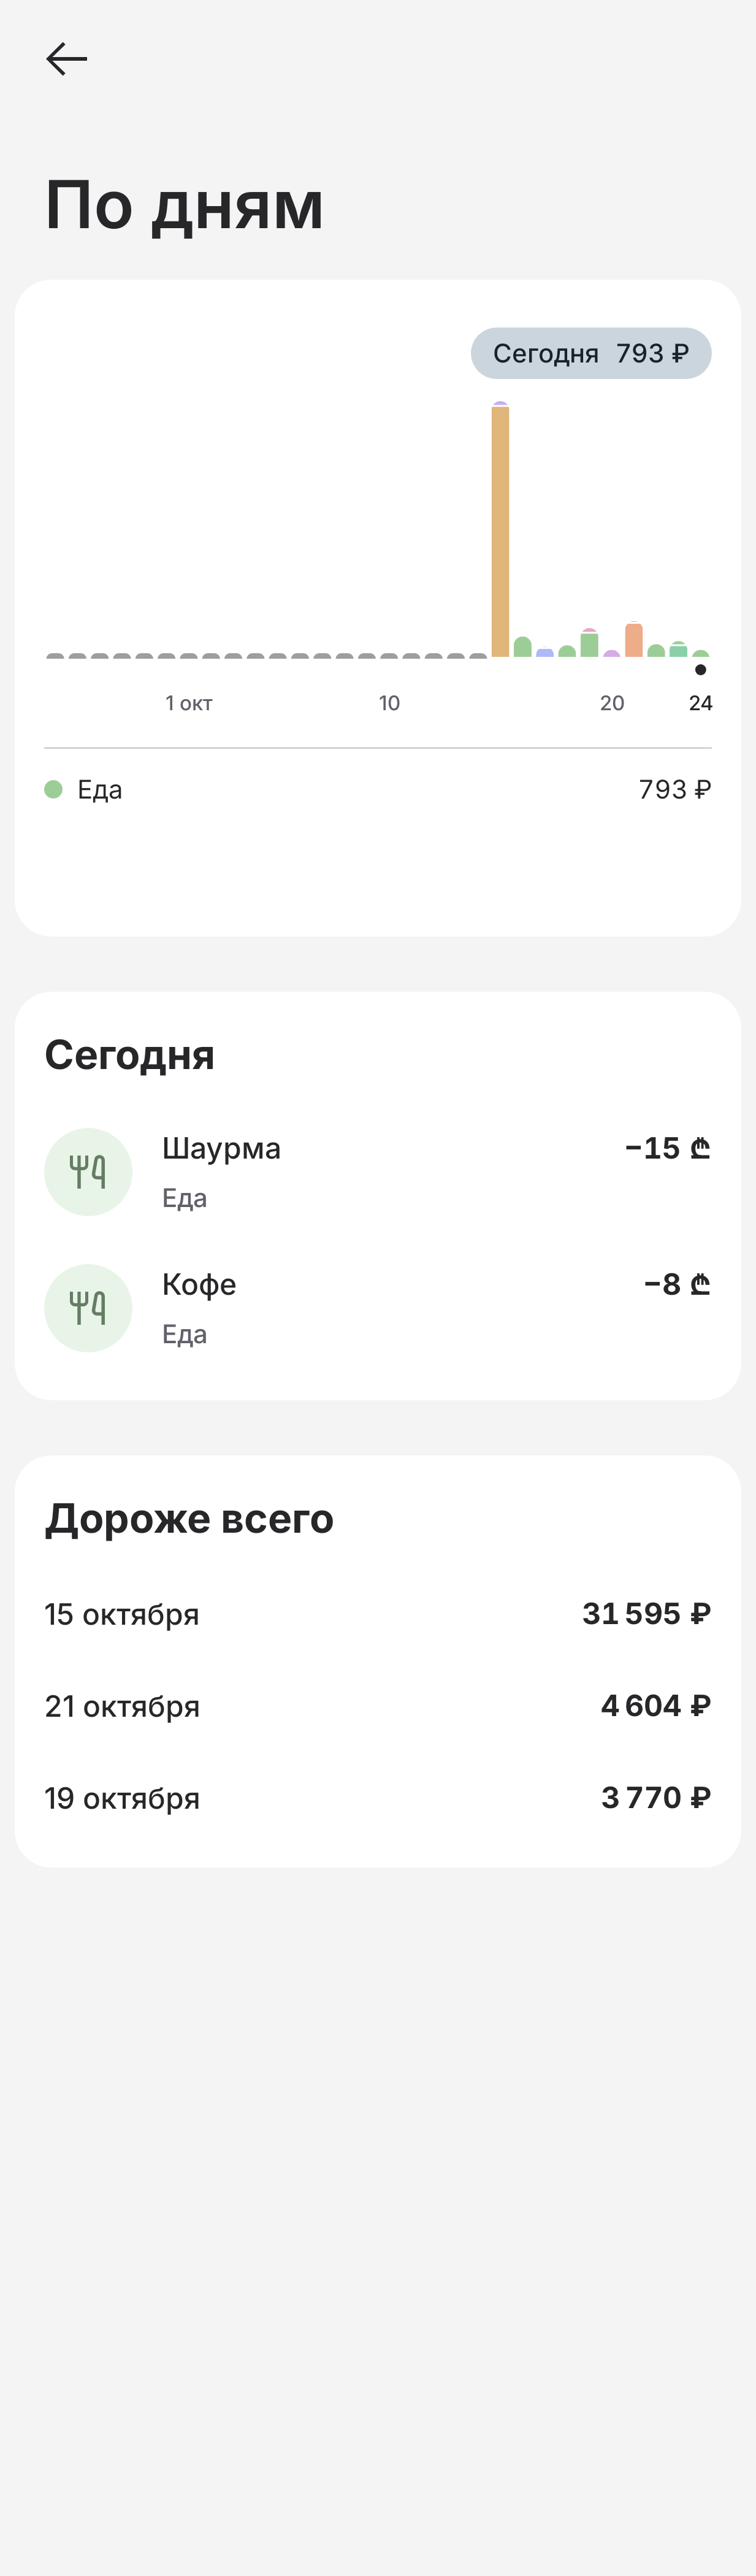 По дням
Сегодня 793 ₽
1 окт 10 20 24
Еда 793 ₽
Сегодня
Шаурма −15 ₾
Еда
Кофе −8 ₾
Еда
Дороже всего
15 октября 31 595 ₽
21 октября 4 604 ₽
19 октября 3 770 ₽